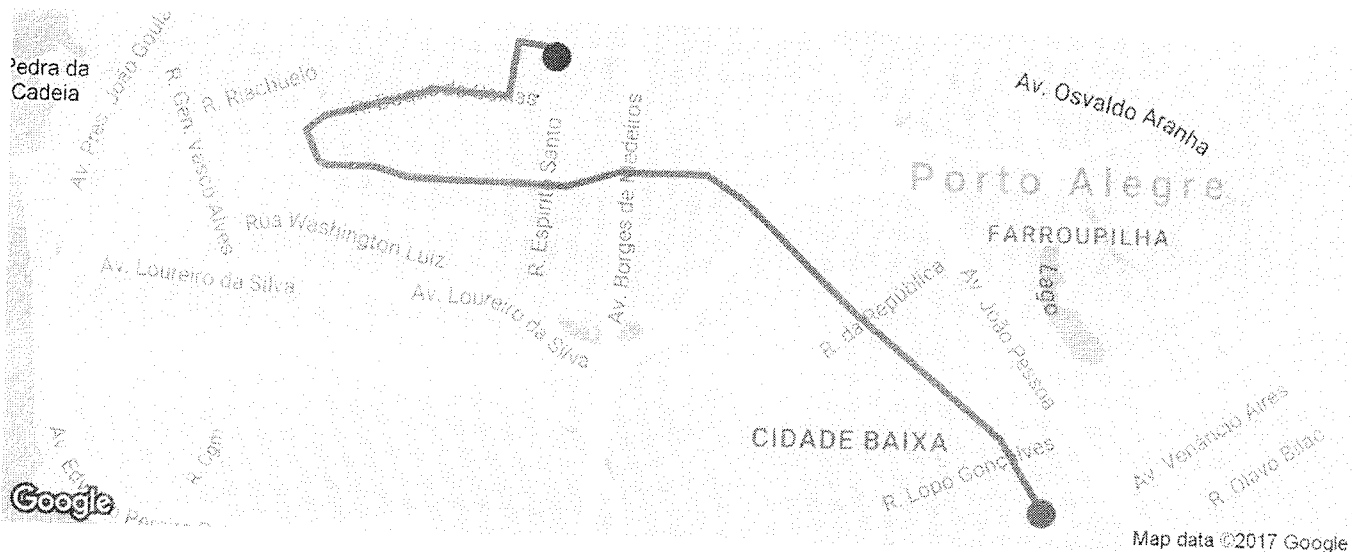 Pedra da
Cadeia
R. Riachuelo
R. Gen. Vasco Alves
Rua Washington Luiz
Av. Loureiro da Silva
Av. Loureiro da Silva
R. Espírito Santo
Av. Borges de Medeiros
Av. Osvaldo Aranha
Porto Alegre
FARROUPILHA
Lago
R. da República
Av. João Pessoa
CIDADE BAIXA
R. Lopo Gonçalves
Av. Venâncio Aires
R. Olavo Bilac
Google
Map data ©2017 Google